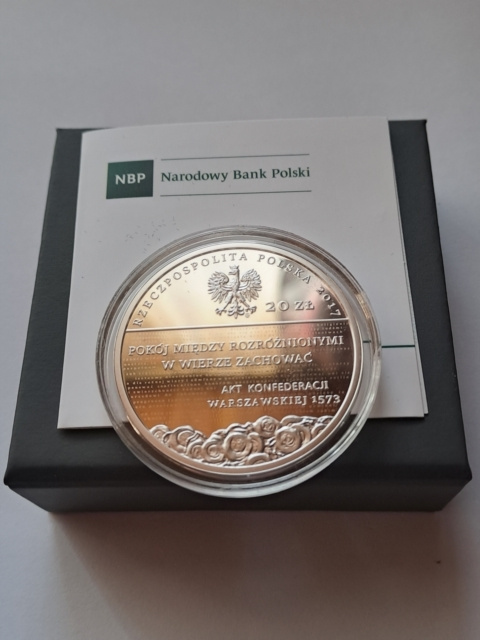 NBP
Narodowy Bank Polski
RZECZPOSPOLITA POLSKA 2017
20 ZŁ
POKÓJ MIĘDZY ROZRÓŻNIONYMI
W WIERZE ZACHOWAĆ
AKT KONFEDERACJI
WARSZAWSKIEJ 1573